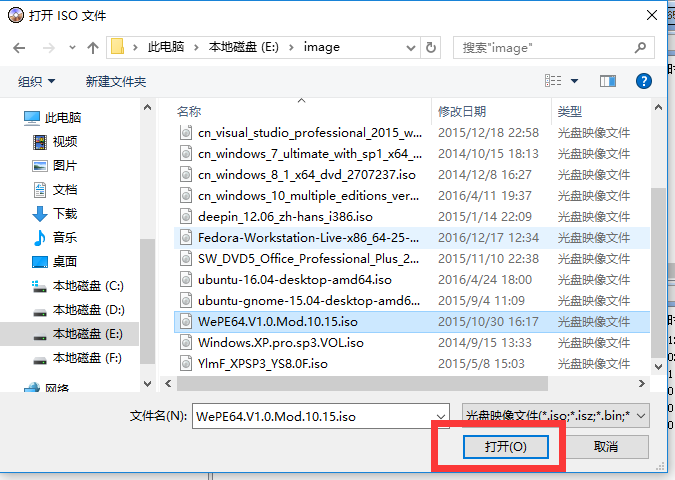 打开 ISO 文件
此电脑 本地磁盘 (E:) image
搜索"image"
组织 新建文件夹
名称 修改日期 类型
此电脑
视频
图片
文档
下载
音乐
桌面
本地磁盘 (C:)
本地磁盘 (D:)
本地磁盘 (E:)
本地磁盘 (F:)
网络
cn_visual_studio_professional_2015_w... 2015/12/18 22:58 光盘映像文件
cn_windows_7_ultimate_with_sp1_x64_... 2014/10/15 18:13 光盘映像文件
cn_windows_8_1_x64_dvd_2707237.iso 2014/12/8 16:27 光盘映像文件
cn_windows_10_multiple_editions_ver... 2016/4/11 19:37 光盘映像文件
deepin_12.06_zh-hans_i386.iso 2015/1/14 22:09 光盘映像文件
Fedora-Workstation-Live-x86_64-25-... 2016/12/17 12:34 光盘映像文件
SW_DVD5_Office_Professional_Plus_2... 2015/11/10 22:38 光盘映像文件
ubuntu-16.04-desktop-amd64.iso 2016/4/24 18:00 光盘映像文件
ubuntu-gnome-15.04-desktop-amd6... 2015/9/4 11:09 光盘映像文件
WePE64.V1.0.Mod.10.15.iso 2015/10/30 16:17 光盘映像文件
Windows.XP.pro.sp3.VOL.iso 2014/9/15 13:33 光盘映像文件
YlmF_XPSP3_YS8.0F.iso 2015/5/8 15:03 光盘映像文件
文件名(N): WePE64.V1.0.Mod.10.15.iso 光盘映像文件(*.iso;*.isz;*.bin;*
打开(O) 取消